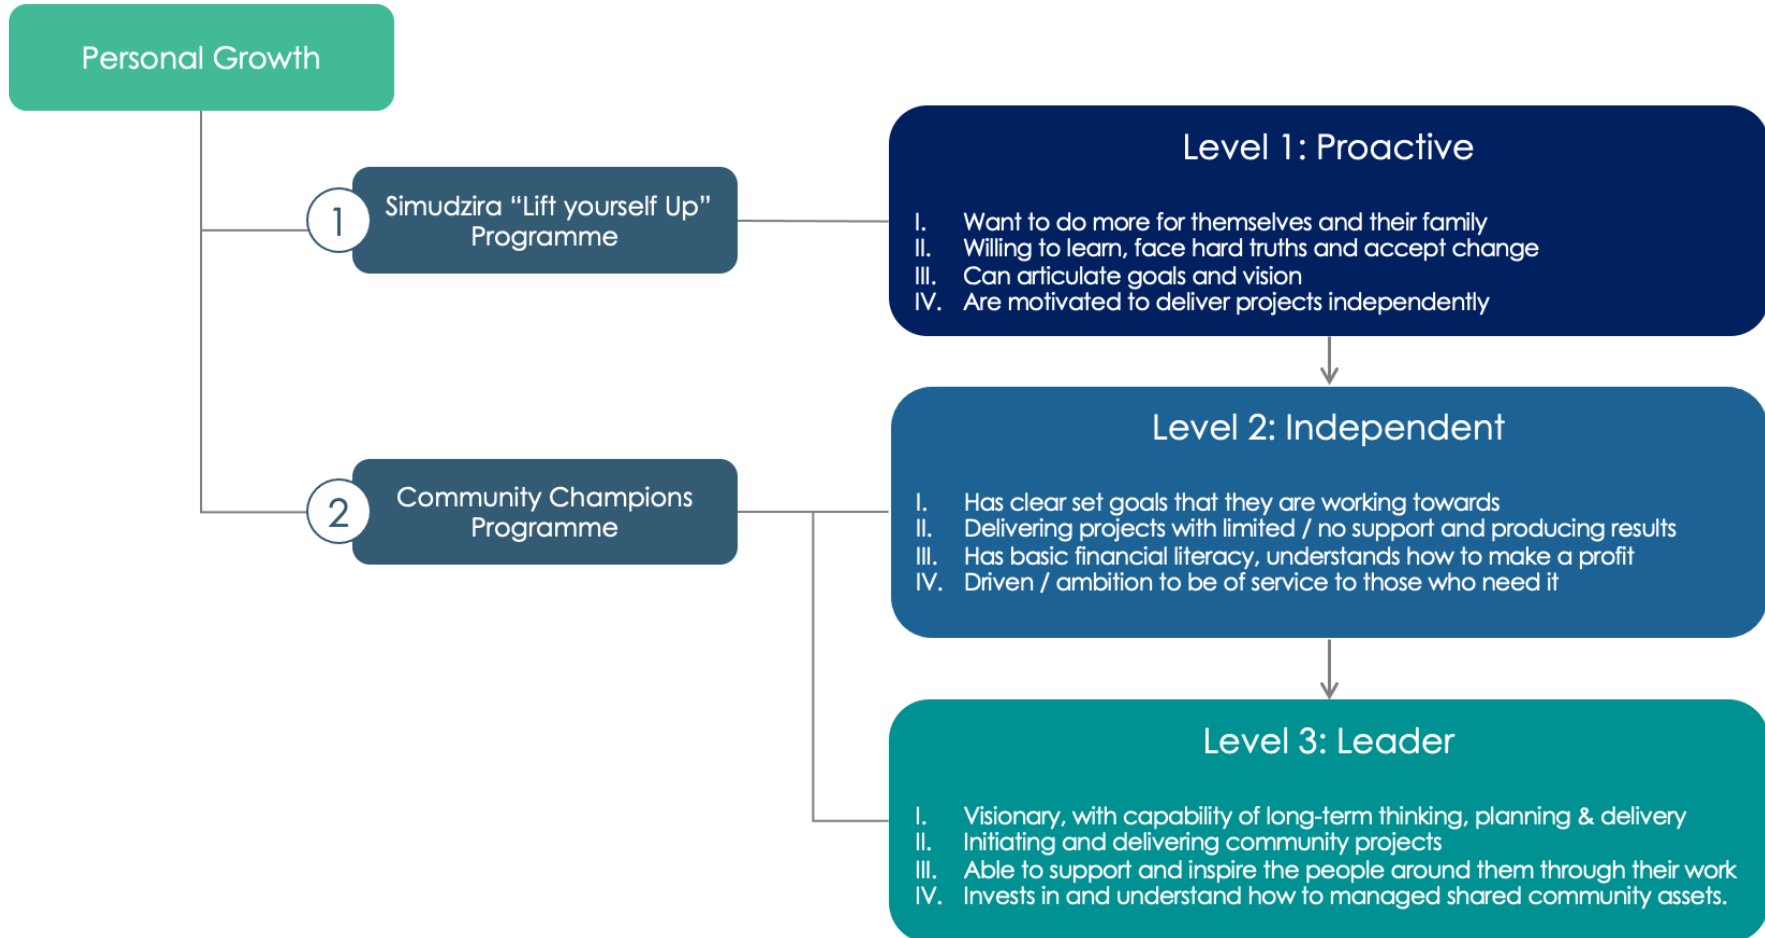 Personal Growth
1
Simudzira “Lift yourself Up”
Programme
Level 1: Proactive
I. Want to do more for themselves and their family
II. Willing to learn, face hard truths and accept change
III. Can articulate goals and vision
IV. Are motivated to deliver projects independently
2
Community Champions
Programme
Level 2: Independent
I. Has clear set goals that they are working towards
II. Delivering projects with limited / no support and producing results
III. Has basic financial literacy, understands how to make a profit
IV. Driven / ambition to be of service to those who need it
Level 3: Leader
I. Visionary, with capability of long-term thinking, planning & delivery
II. Initiating and delivering community projects
III. Able to support and inspire the people around them through their work
IV. Invests in and understand how to managed shared community assets.